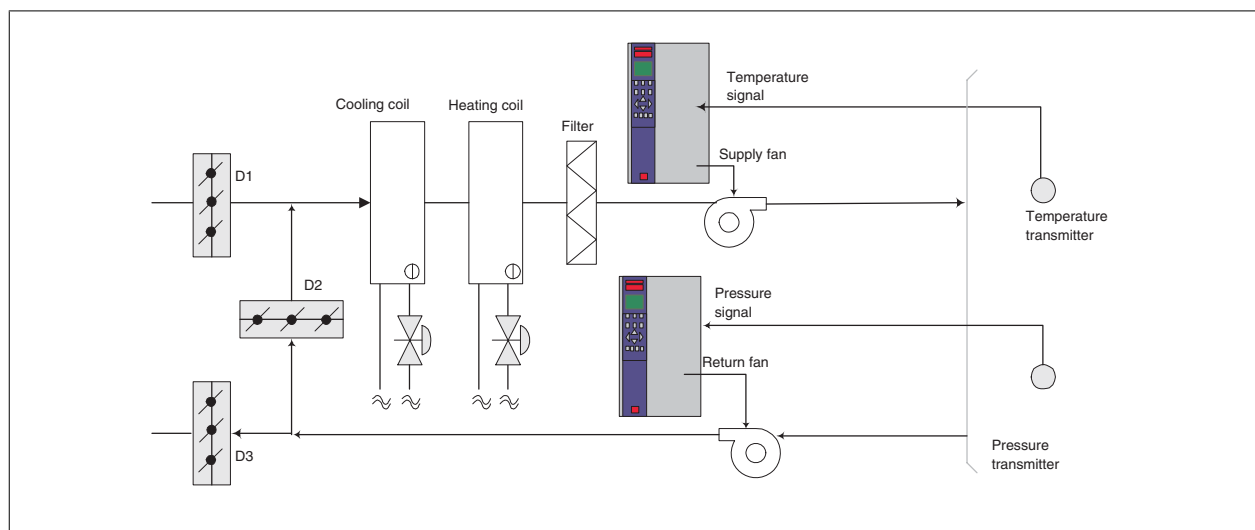 Cooling coil
Heating coil
Filter
Temperature
signal
Supply fan
D1
Temperature
transmitter
D2
Pressure
signal
Return fan
D3
Pressure
transmitter